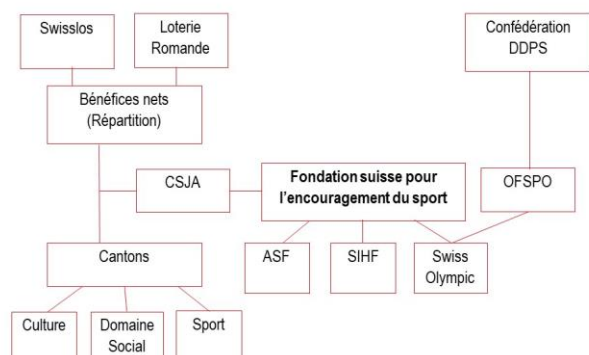 Swisslos
Loterie
Romande
Confédération
DDPS
Bénéfices nets
(Répartition)
CSJA
Fondation suisse pour
l’encouragement du sport
OFSPO
Cantons
ASF
SIHF
Swiss
Olympic
Culture
Domaine
Social
Sport